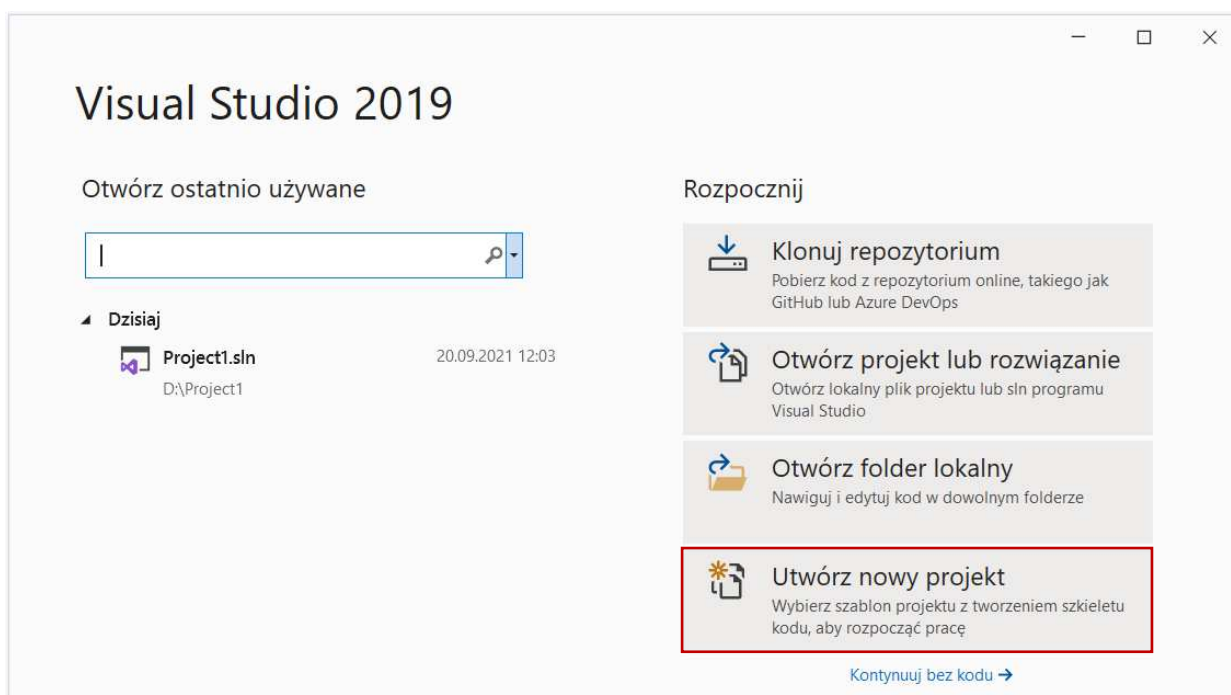 Visual Studio 2019
Otwórz ostatnio używane
Dzisiaj
Project1.sln 20.09.2021 12:03
D:\Project1
Rozpocznij
Klonuj repozytorium
Pobierz kod z repozytorium online, takiego jak
GitHub lub Azure DevOps
Otwórz projekt lub rozwiązanie
Otwórz lokalny plik projektu lub sln programu
Visual Studio
Otwórz folder lokalny
Nawiguj i edytuj kod w dowolnym folderze
Utwórz nowy projekt
Wybierz szablon projektu z tworzeniem szkieletu
kodu, aby rozpocząć pracę
Kontynuuj bez kodu →